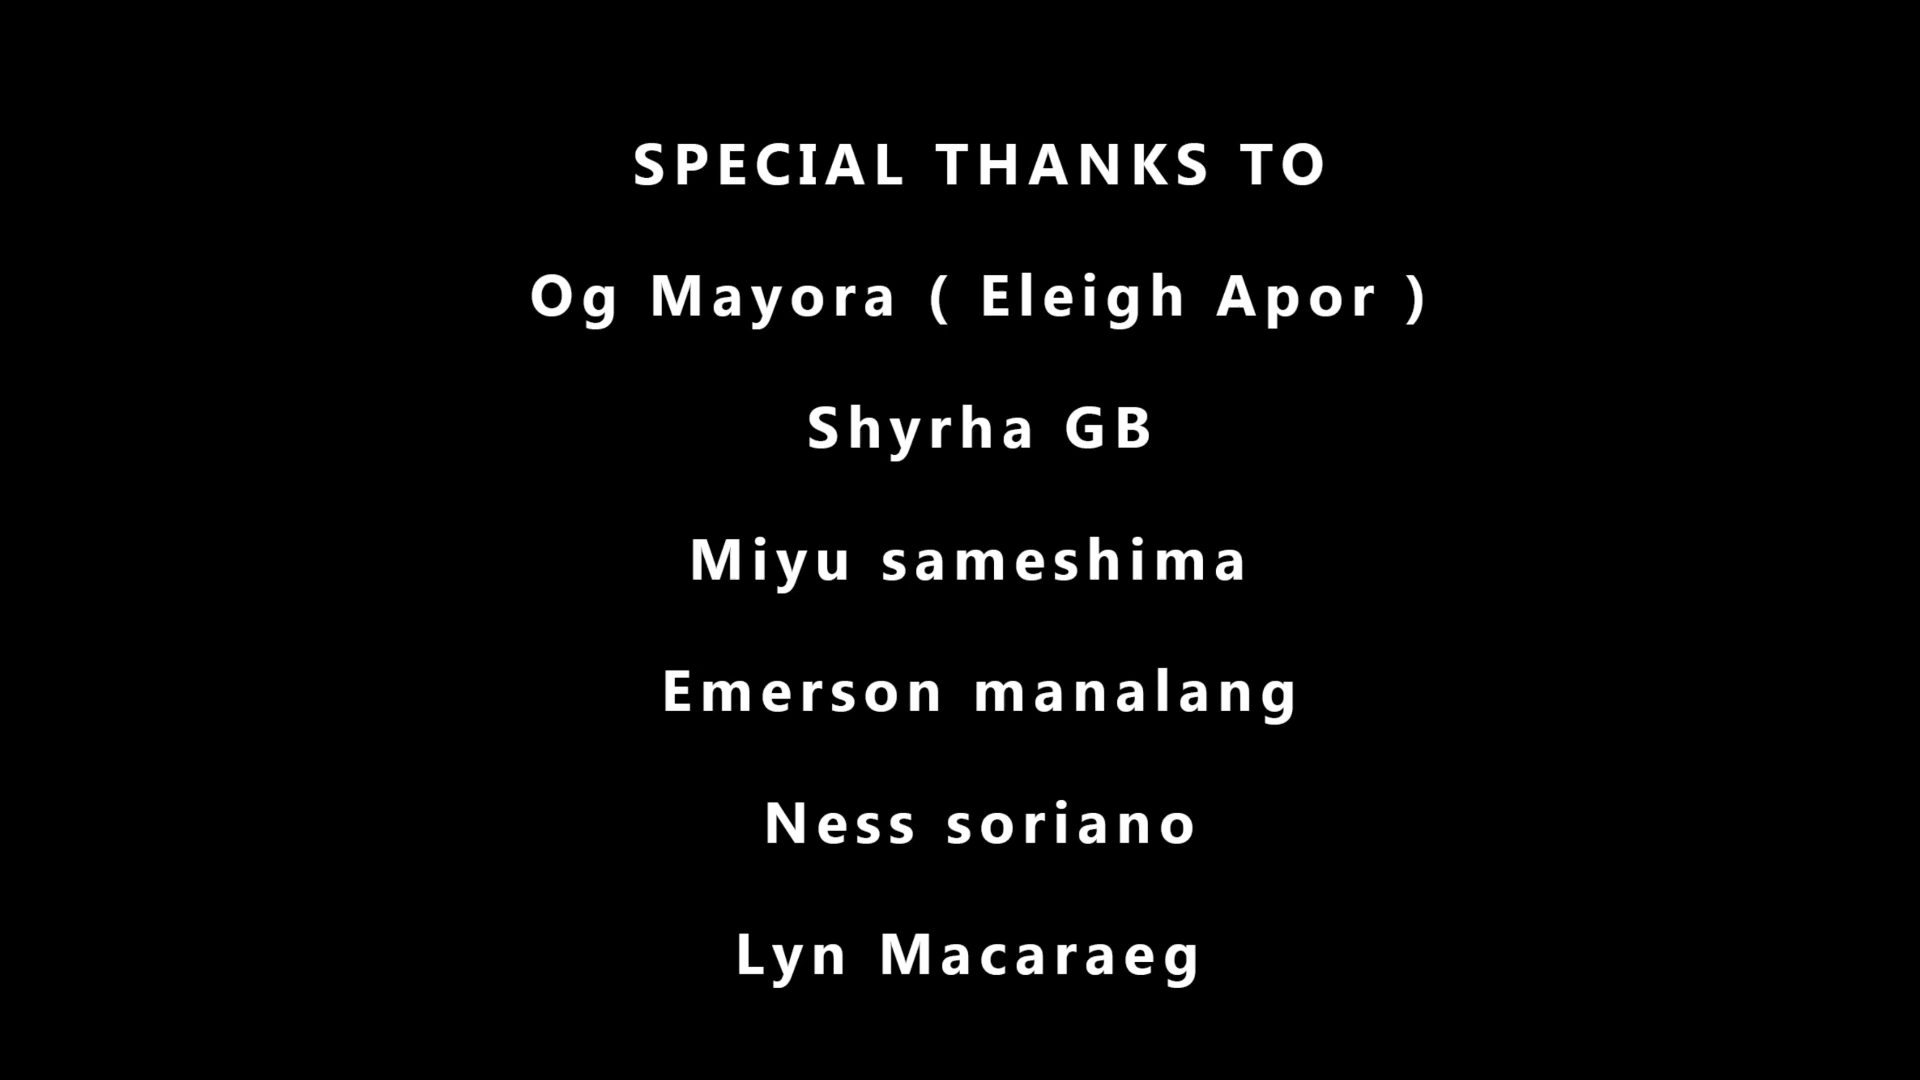 SPECIAL THANKS TO
Og Mayora ( Eleigh Apor )
Shyrha GB
Miyu sameshima
Emerson manalang
Ness soriano
Lyn Macaraeg